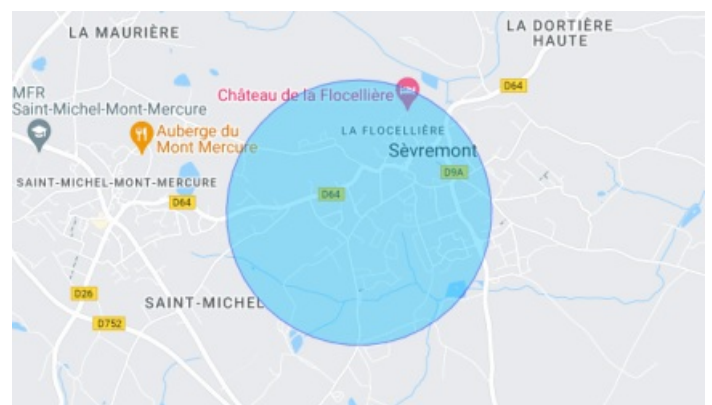 LA MAURIÈRE
LA DORTIÈRE
HAUTE
MFR
Saint-Michel-Mont-Mercure
Château de la Flocellière
D64
Auberge du
Mont Mercure
LA FLOCELLIÈRE
Sèvremont
D9A
SAINT-MICHEL-MONT-MERCURE
D64
D64
D26
SAINT-MICHEL
D752